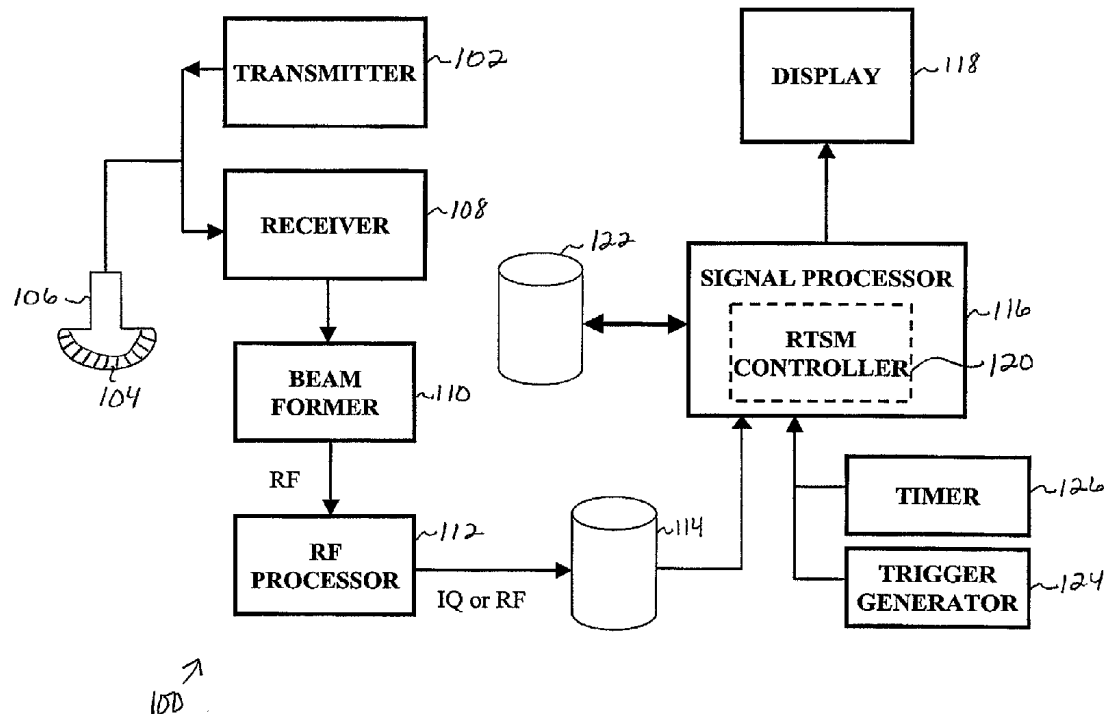 TRANSMITTER
102
DISPLAY
118
RECEIVER
108
122
SIGNAL PROCESSOR
116
RTSM
CONTROLLER
120
106
104
BEAM
FORMER
110
RF
TIMER
126
RF
PROCESSOR
112
114
IQ or RF
TRIGGER
GENERATOR
124
100